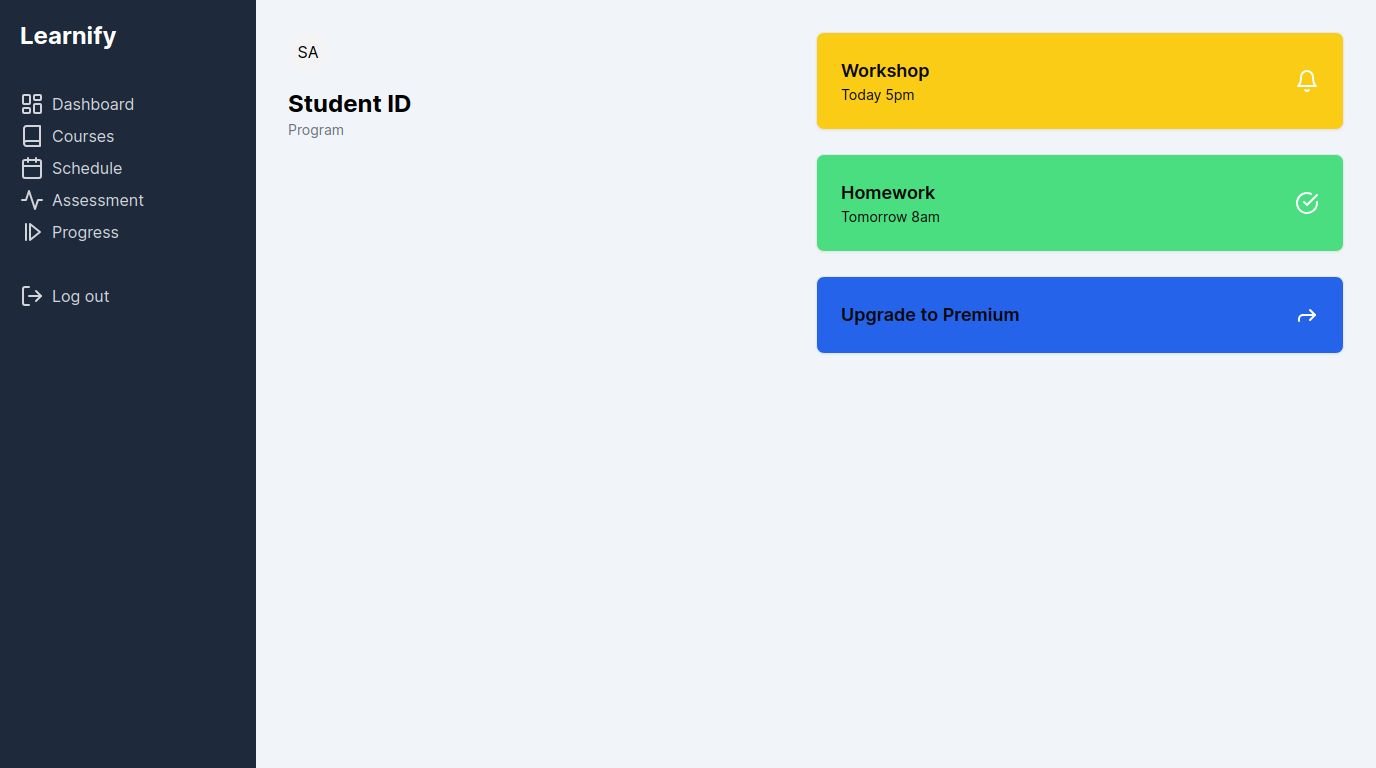 Learnify
Dashboard
Courses
Schedule
Assessment
Progress
Log out
SA
Student ID
Program
Workshop
Today 5pm
Homework
Tomorrow 8am
Upgrade to Premium